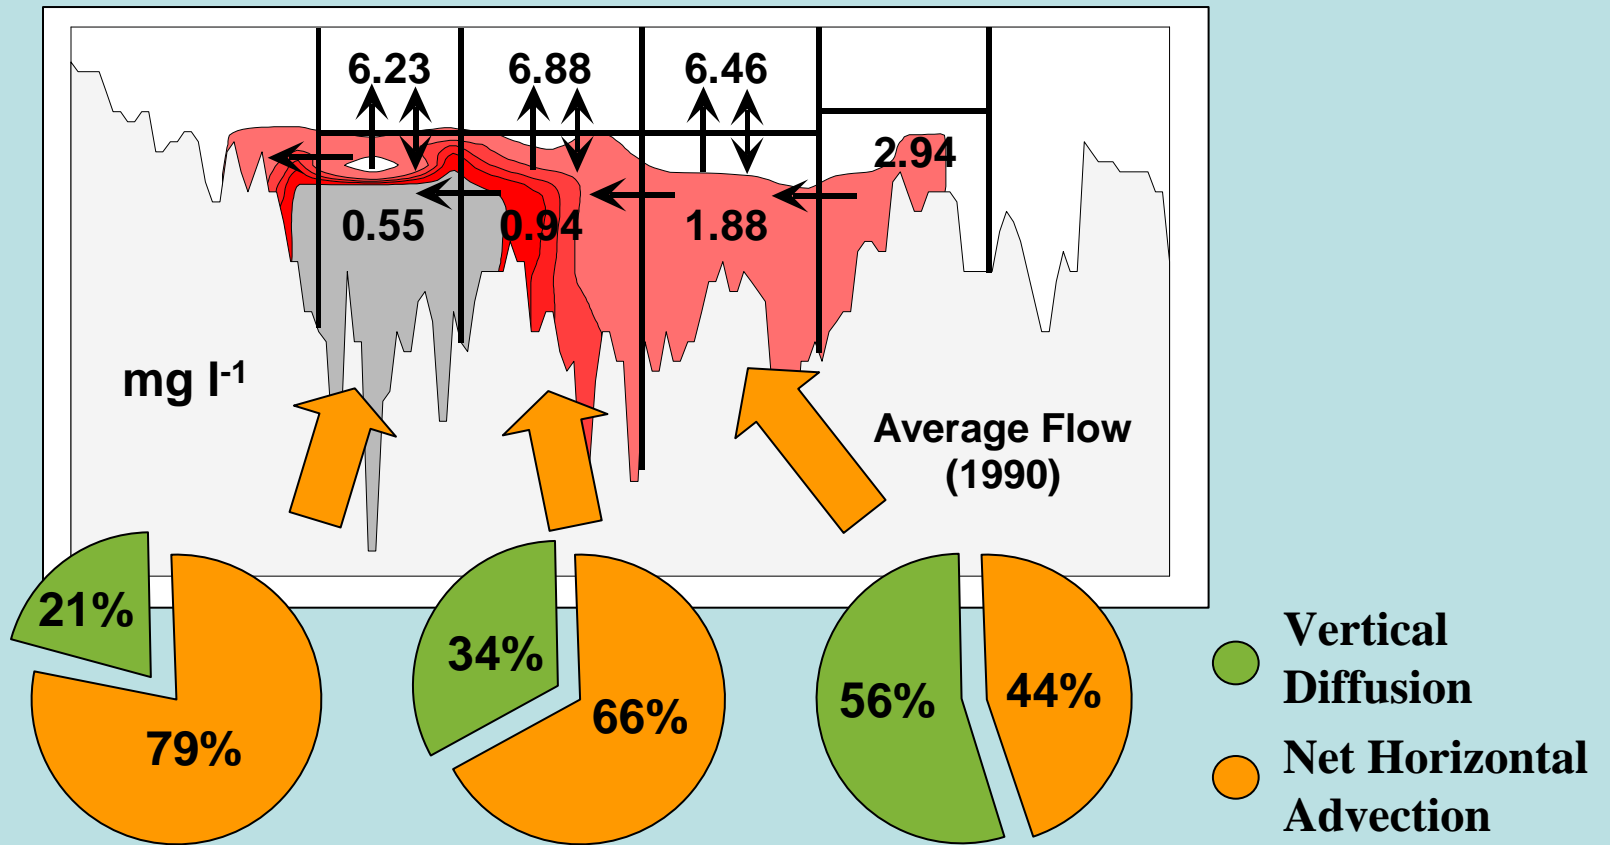 6.23 6.88 6.46
2.94
0.55 0.94 1.88
mg l-1
Average Flow
(1990)
21%
79%
34%
66%
56%
44%
Vertical
Diffusion
Net Horizontal
Advection